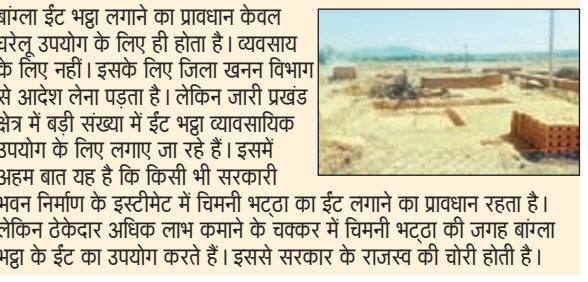 बांग्ला ईंट भट्ठा लगाने का प्रावधान केवल
घरेलू उपयोग के लिए ही होता है। व्यवसाय
के लिए नहीं। इसके लिए जिला खनन विभाग
से आदेश लेना पड़ता है। लेकिन जारी प्रखंड
क्षेत्र में बड़ी संख्या में ईंट भट्ठा व्यावसायिक
उपयोग के लिए लगाए जा रहे हैं। इसमें
अहम बात यह है कि किसी भी सरकारी
भवन निर्माण के इस्टीमेट में चिमनी भट्ठा का ईंट लगाने का प्रावधान रहता है।
लेकिन ठेकेदार अधिक लाभ कमाने के चक्कर में चिमनी भट्ठा की जगह बांग्ला
भट्ठा के ईंट का उपयोग करते हैं। इससे सरकार के राजस्व की चोरी होती है।